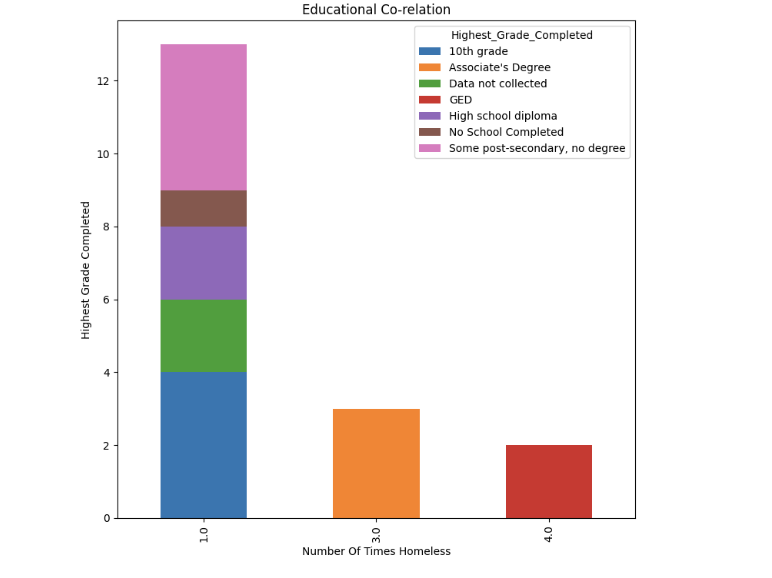 Educational Co-relation
Highest_Grade_Completed
10th grade
Associate's Degree
Data not collected
GED
High school diploma
No School Completed
Some post-secondary, no degree
Highest Grade Completed
12
10
8
6
4
2
0
1.0
3.0
4.0
Number Of Times Homeless